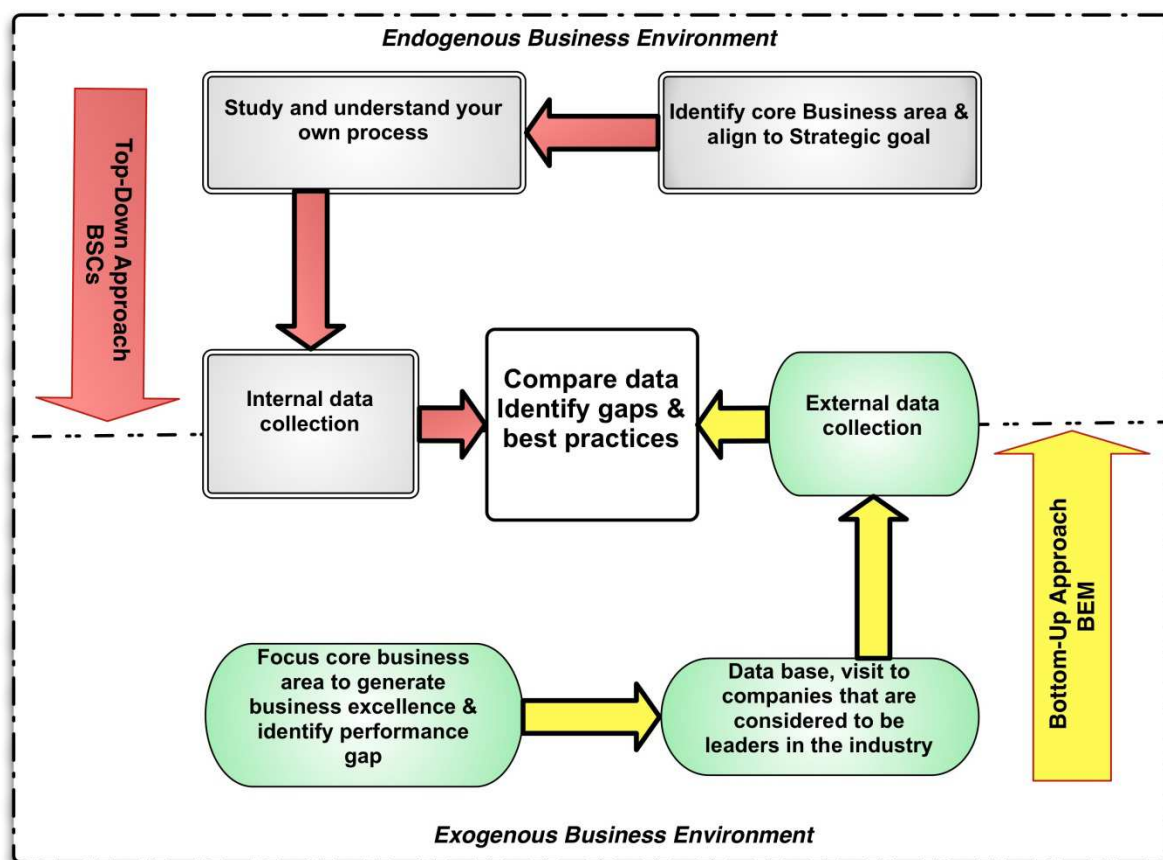 Endogenous Business Environment
Study and understand your
own process
Identify core Business area &
align to Strategic goal
Top-Down Approach
BSCs
Internal data
collection
Compare data
Identify gaps &
best practices
External data
collection
Bottom-Up Approach
BEM
Focus core business
area to generate
business excellence &
identify performance
gap
Data base, visit to
companies that are
considered to be
leaders in the industry
Exogenous Business Environment